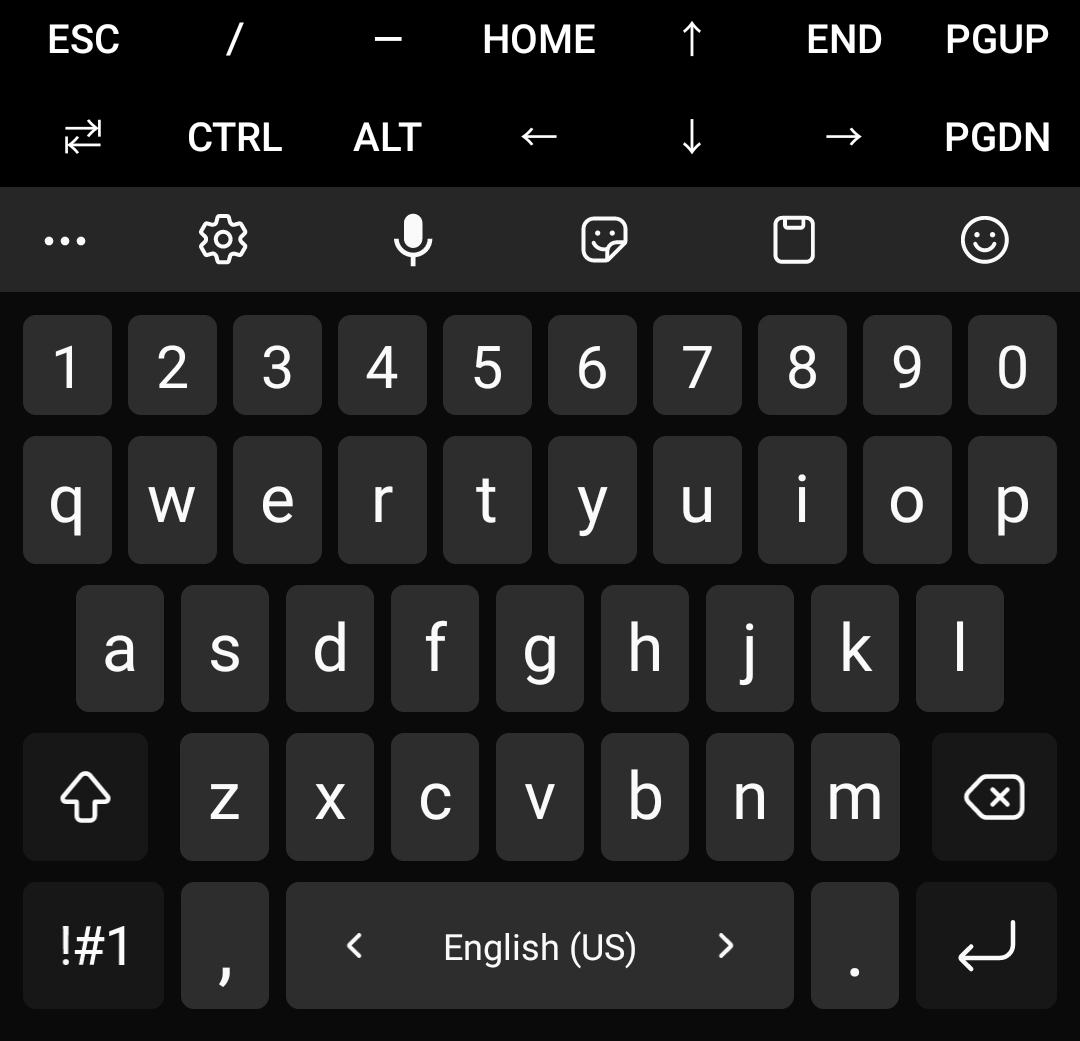 ESC / — HOME ↑ END PGUP
⇄ CTRL ALT ← ↓ → PGDN
1 2 3 4 5 6 7 8 9 0
q w e r t y u i o p
a s d f g h j k l
z x c v b n m
!#1 , < English (US) > .